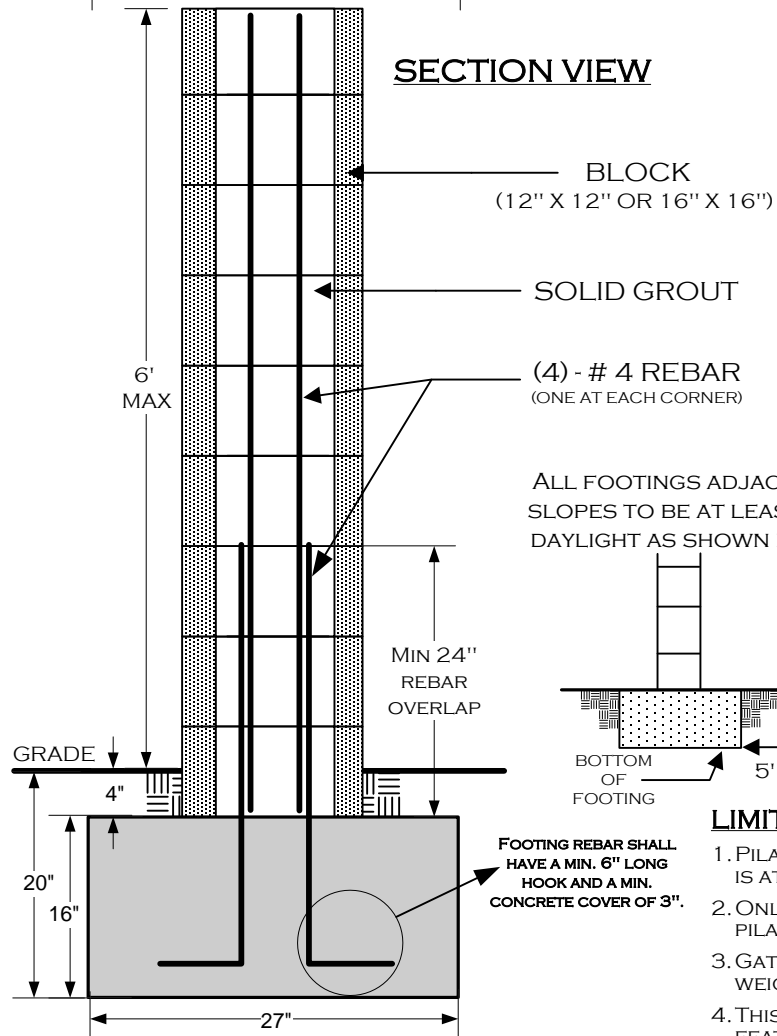 SECTION VIEW
BLOCK
(12" X 12" OR 16" X 16")
SOLID GROUT
(4) - # 4 REBAR
(ONE AT EACH CORNER)
6'
MAX
ALL FOOTINGS ADJAC
SLOPES TO BE AT LEAS
DAYLIGHT AS SHOWN
MIN 24"
REBAR
OVERLAP
GRADE
4"
BOTTOM
OF
FOOTING
5'
20"
16"
FOOTING REBAR SHALL
HAVE A MIN. 6" LONG
HOOK AND A MIN.
CONCRETE COVER OF 3".
27"
LIMIT
1. PILA
IS AT
2. ONL
PILA
3. GAT
WEIG
4. THIS